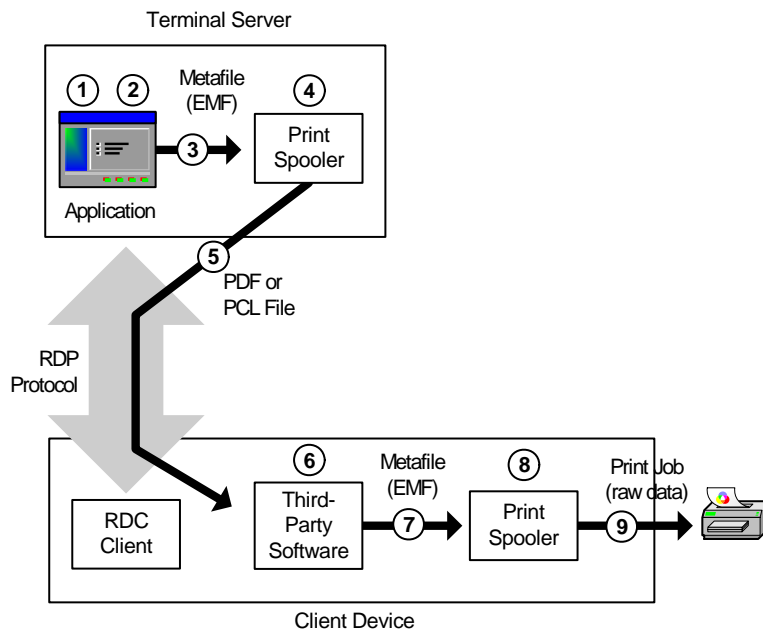 Terminal Server
1
2
Metafile
(EMF)
4
3
Print
Spooler
Application
5
PDF or
PCL File
RDP
Protocol
6
Metafile
(EMF)
8
Print Job
(raw data)
RDC
Client
Third-
Party
Software
7
Print
Spooler
9
Client Device